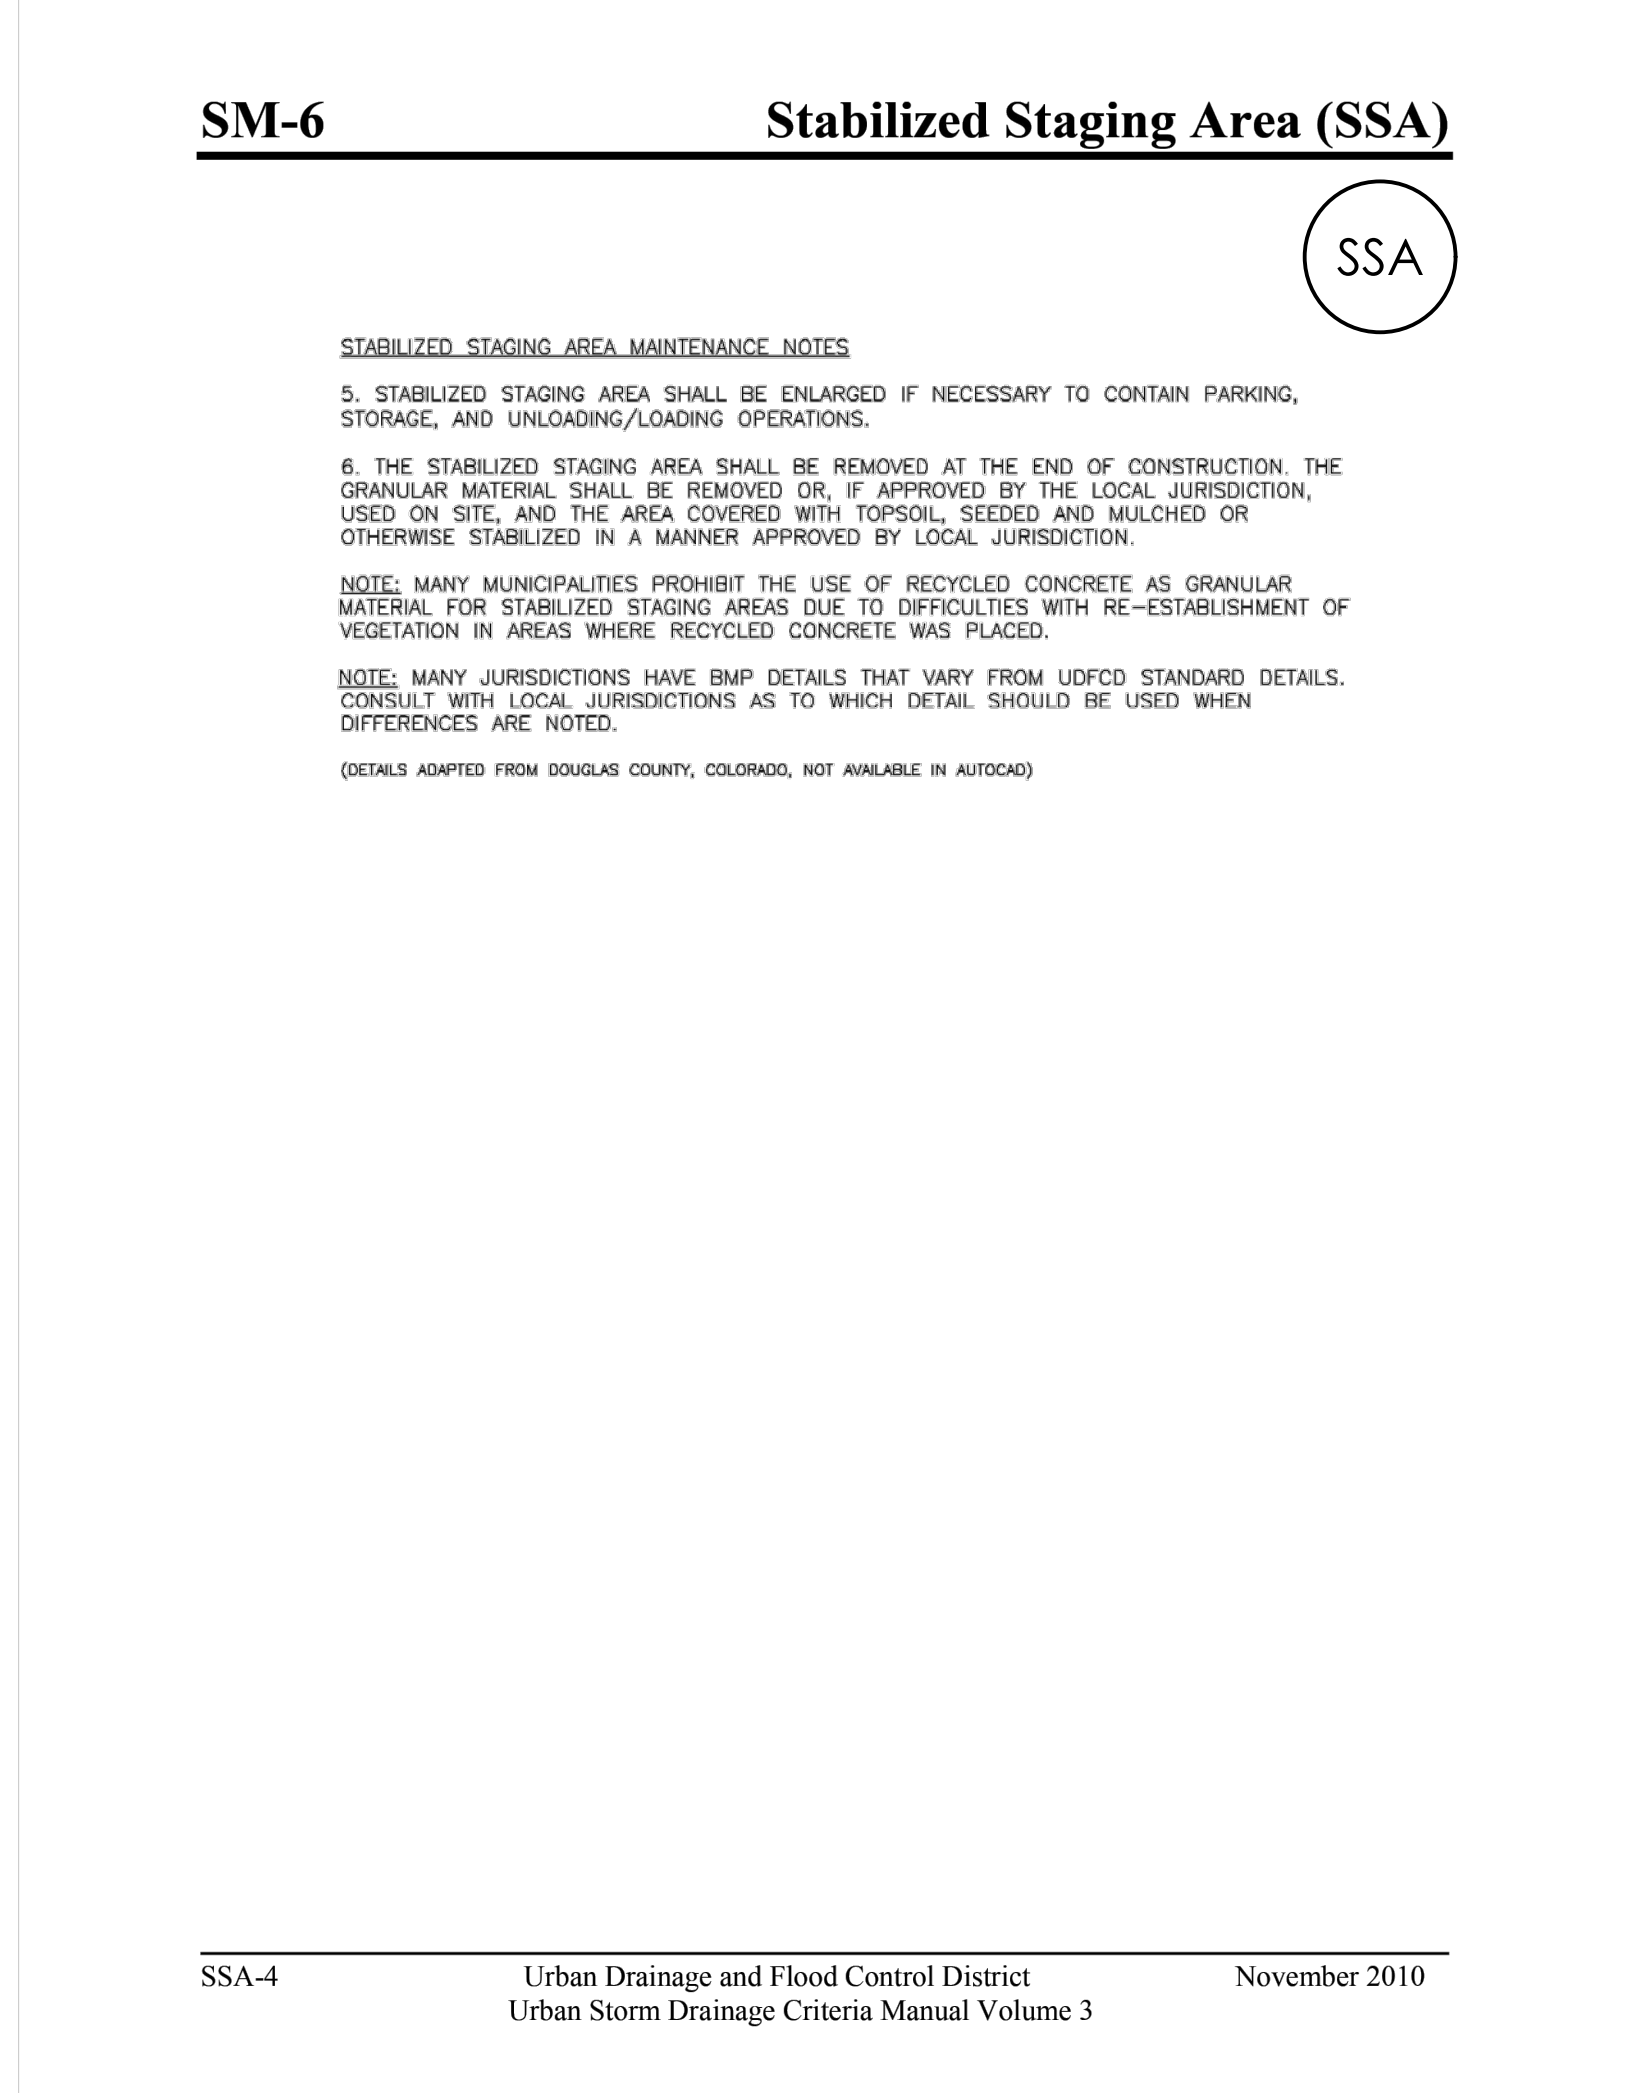 SM-6 Stabilized Staging Area (SSA)
SSA
STABILIZED STAGING AREA MAINTENANCE NOTES
5. STABILIZED STAGING AREA SHALL BE ENLARGED IF NECESSARY TO CONTAIN PARKING,
STORAGE, AND UNLOADING/LOADING OPERATIONS.
6. THE STABILIZED STAGING AREA SHALL BE REMOVED AT THE END OF CONSTRUCTION. THE
GRANULAR MATERIAL SHALL BE REMOVED OR, IF APPROVED BY THE LOCAL JURISDICTION,
USED ON SITE, AND THE AREA COVERED WITH TOPSOIL, SEEDED AND MULCHED OR
OTHERWISE STABILIZED IN A MANNER APPROVED BY LOCAL JURISDICTION.
NOTE: MANY MUNICIPALITIES PROHIBIT THE USE OF RECYCLED CONCRETE AS GRANULAR
MATERIAL FOR STABILIZED STAGING AREAS DUE TO DIFFICULTIES WITH RE-ESTABLISHMENT OF
VEGETATION IN AREAS WHERE RECYCLED CONCRETE WAS PLACED.
NOTE: MANY JURISDICTIONS HAVE BMP DETAILS THAT VARY FROM UDFCD STANDARD DETAILS.
CONSULT WITH LOCAL JURISDICTIONS AS TO WHICH DETAIL SHOULD BE USED WHEN
DIFFERENCES ARE NOTED.
(DETAILS ADAPTED FROM DOUGLAS COUNTY, COLORADO, NOT AVAILABLE IN AUTOCAD)
SSA-4 Urban Drainage and Flood Control District November 2010
Urban Storm Drainage Criteria Manual Volume 3